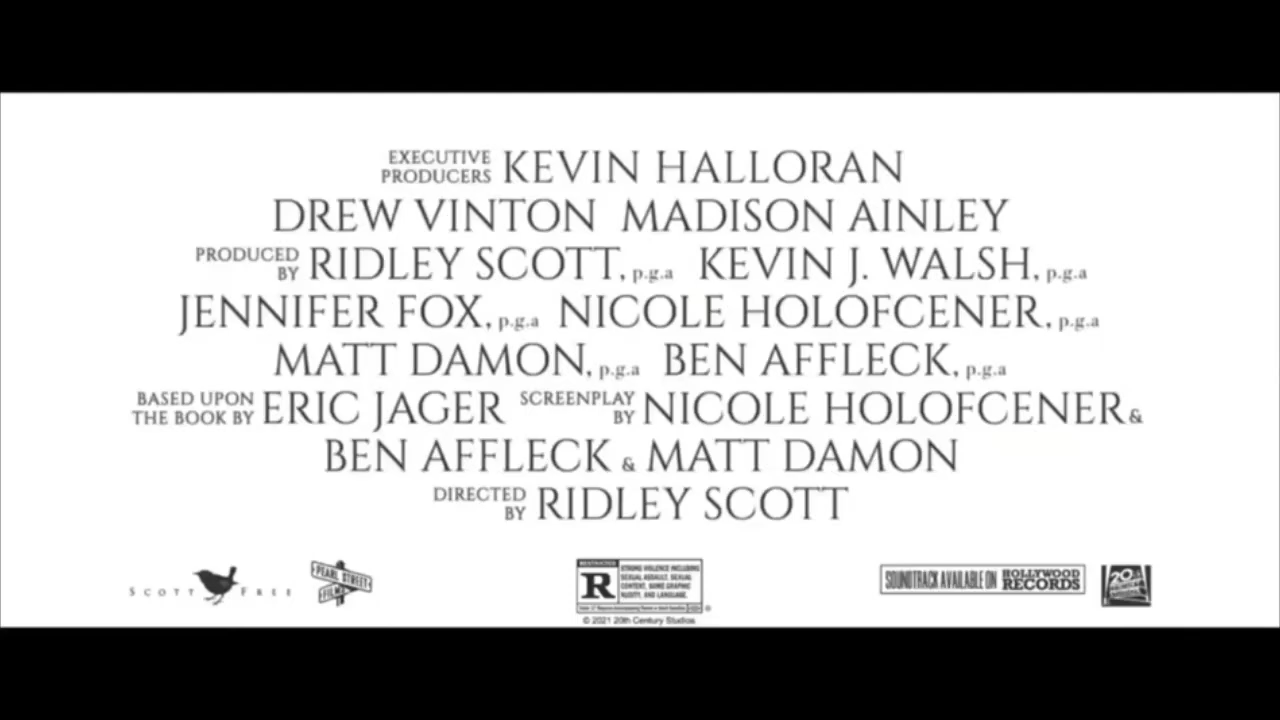 EXECUTIVE PRODUCERS KEVIN HALLORAN
DREW VINTON MADISON AINLEY
PRODUCED BY RIDLEY SCOTT, p.g.a KEVIN J. WALSH, p.g.a
JENNIFER FOX, p.g.a NICOLE HOLOFCENER, p.g.a
MATT DAMON, p.g.a BEN AFFLECK, p.g.a
BASED UPON THE BOOK BY ERIC JAGER SCREENPLAY BY NICOLE HOLOFCENER &
BEN AFFLECK & MATT DAMON
DIRECTED BY RIDLEY SCOTT
SCOTT FREE
PEARL STREET
FILMS
RESTRICTED
R
STRONG VIOLENCE INCLUDING
SEXUAL ASSAULT, SEXUAL
CONTENT, SOME GRAPHIC
NUDITY, AND LANGUAGE.
© 2021 20th Century Studios
SOUNDTRACK AVAILABLE ON HOLLYWOOD RECORDS
20th